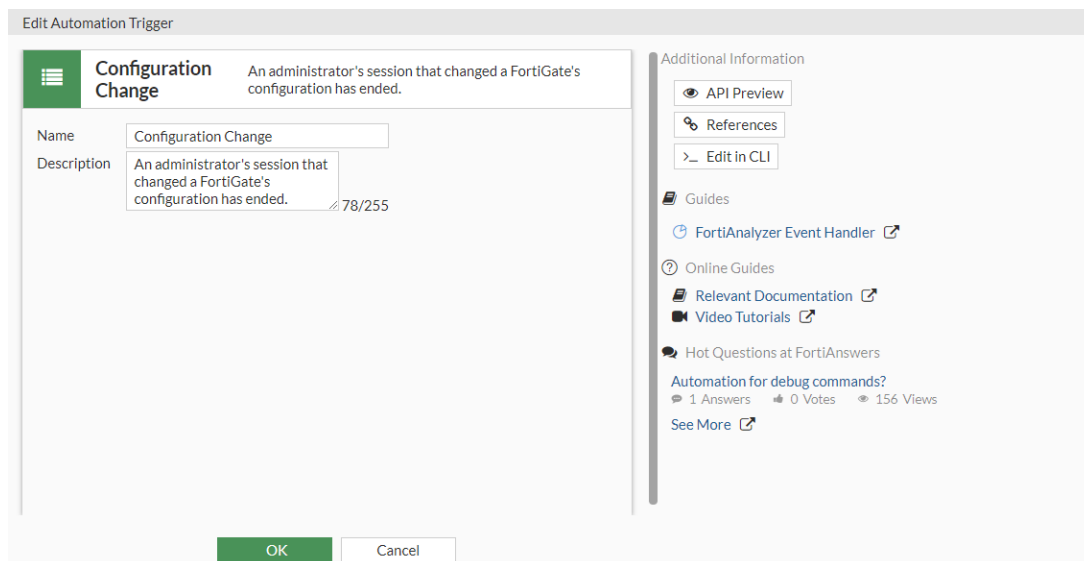 Edit Automation Trigger
Configuration
Change
An administrator's session that changed a FortiGate's
configuration has ended.
Name
Configuration Change
Description
An administrator's session that
changed a FortiGate's
configuration has ended.
78/255
OK
Cancel
Additional Information
API Preview
References
>_ Edit in CLI
Guides
FortiAnalyzer Event Handler
Online Guides
Relevant Documentation
Video Tutorials
Hot Questions at FortiAnswers
Automation for debug commands?
1 Answers 0 Votes 156 Views
See More